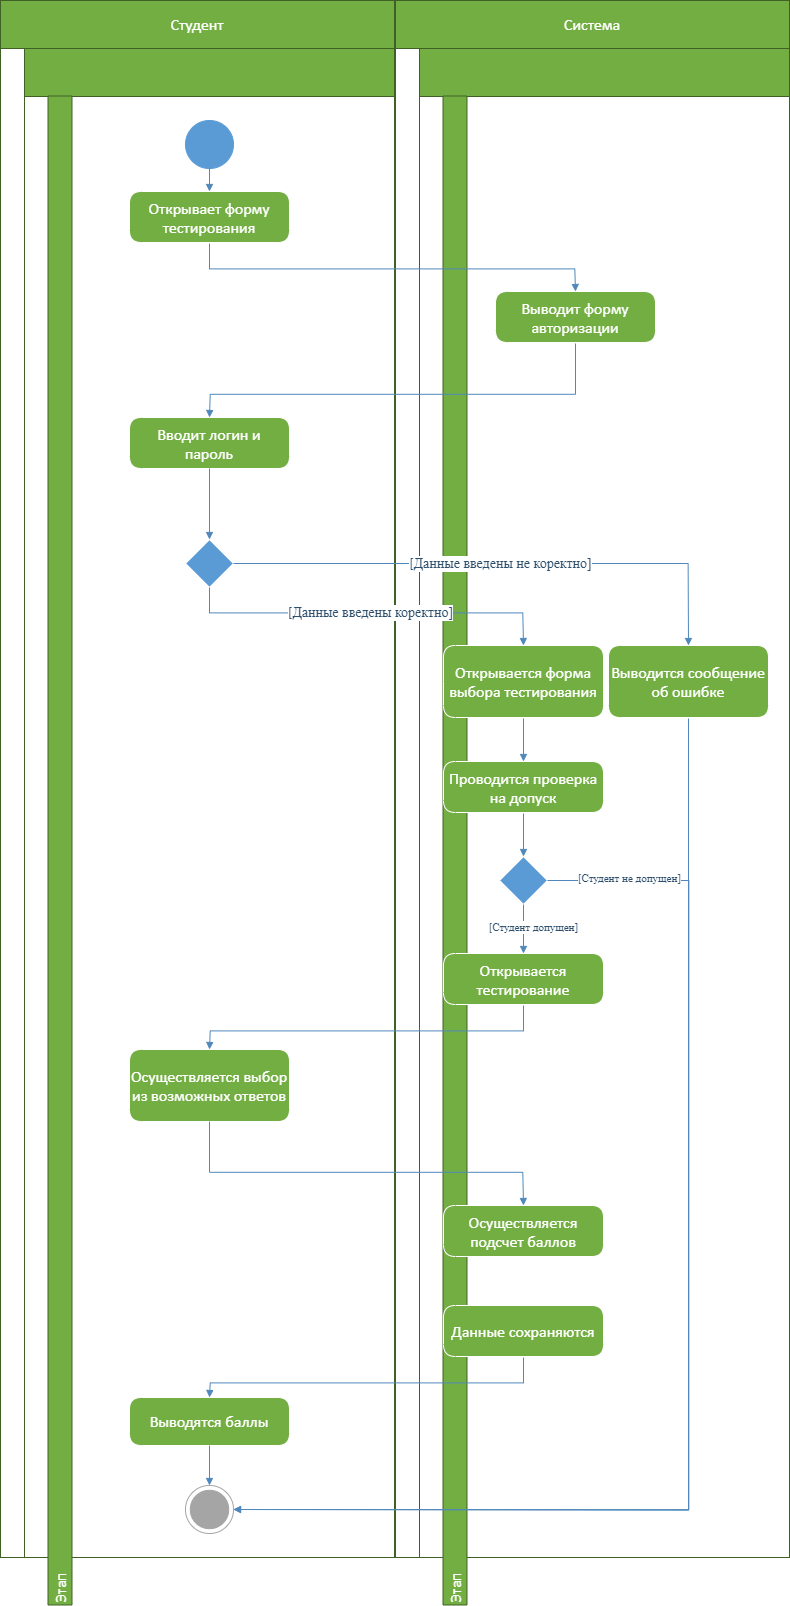 Студент
Система
Открывает форму
тестирования
Выводит форму
авторизации
Вводит логин и
пароль
[Данные введены не коректно]
[Данные введены коректно]
Открывается форма
выбора тестирования
Выводится сообщение
об ошибке
Проводится проверка
на допуск
[Студент не допущен]
[Студент допущен]
Открывается
тестирование
Осуществляется выбор
из возможных ответов
Осуществляется
подсчет баллов
Данные сохраняются
Выводятся баллы
Этап
Этап